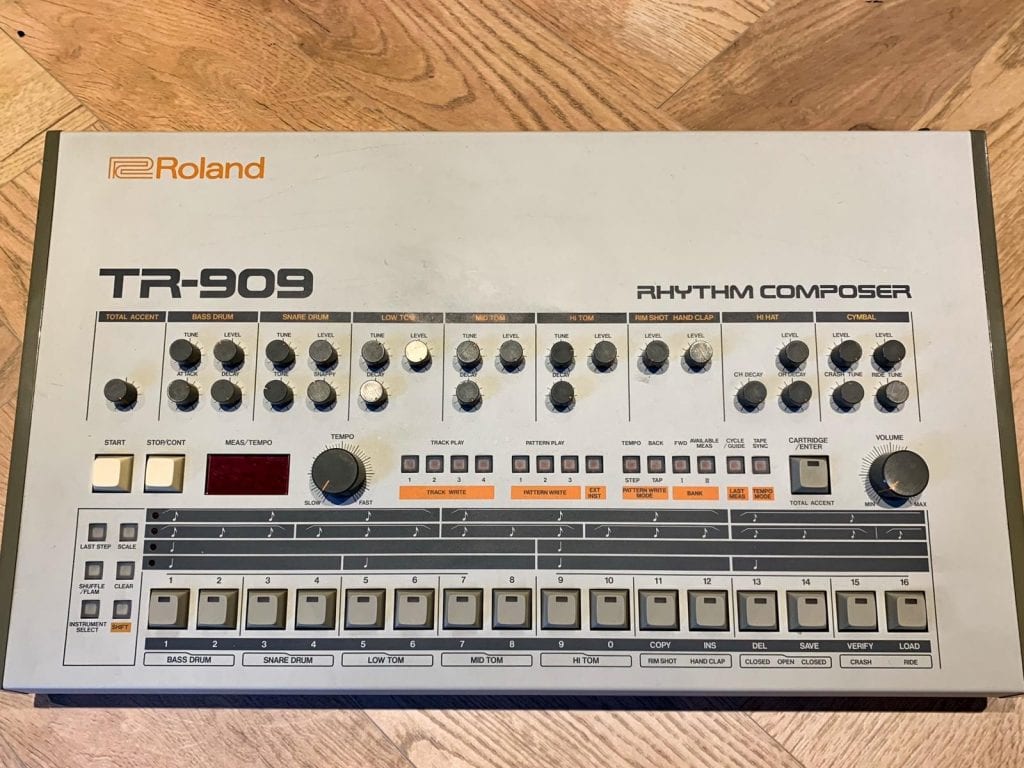 Roland
TR-909
RHYTHM COMPOSER
TOTAL ACCENT BASS DRUM SNARE DRUM LOW TOM MID TOM HI TOM RIM SHOT HAND CLAP HI HAT CYMBAL
TUNE LEVEL TUNE LEVEL TUNE LEVEL TUNE LEVEL TUNE LEVEL LEVEL LEVEL LEVEL LEVEL LEVEL
ATTACK DECAY TONE SNAPPY DECAY DECAY DECAY CH DECAY OH DECAY CRASH TUNE RIDE TUNE
START STOP/CONT MEAS/TEMPO TEMPO TRACK PLAY PATTERN PLAY TEMPO BACK FWD AVAILABLE MEAS CYCLE /GUIDE TAPE SYNC CARTRIDGE /ENTER VOLUME
1 2 3 4 1 2 3 STEP TAP I II
SLOW FAST TRACK WRITE PATTERN WRITE EXT INST PATTERN WRITE MODE BANK LAST MEAS TEMPO MODE TOTAL ACCENT MIN MAX
LAST STEP SCALE
SHUFFLE /FLAM CLEAR
INSTRUMENT SELECT SHIFT
1 2 3 4 5 6 7 8 9 10 11 12 13 14 15 16
1 2 3 4 5 6 7 8 9 0 COPY INS DEL SAVE VERIFY LOAD
BASS DRUM SNARE DRUM LOW TOM MID TOM HI TOM RIM SHOT HAND CLAP CLOSED OPEN CLOSED CRASH RIDE